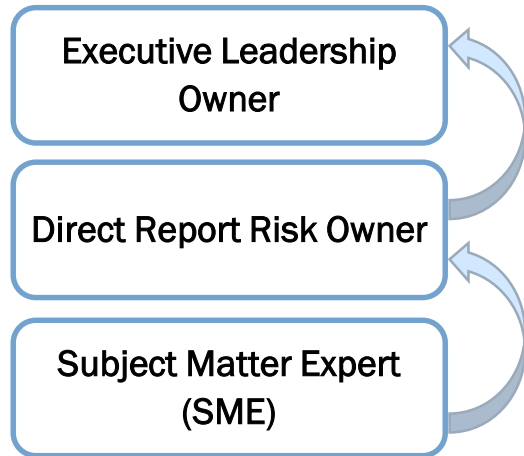 Executive Leadership
Owner
Direct Report Risk Owner
Subject Matter Expert
(SME)